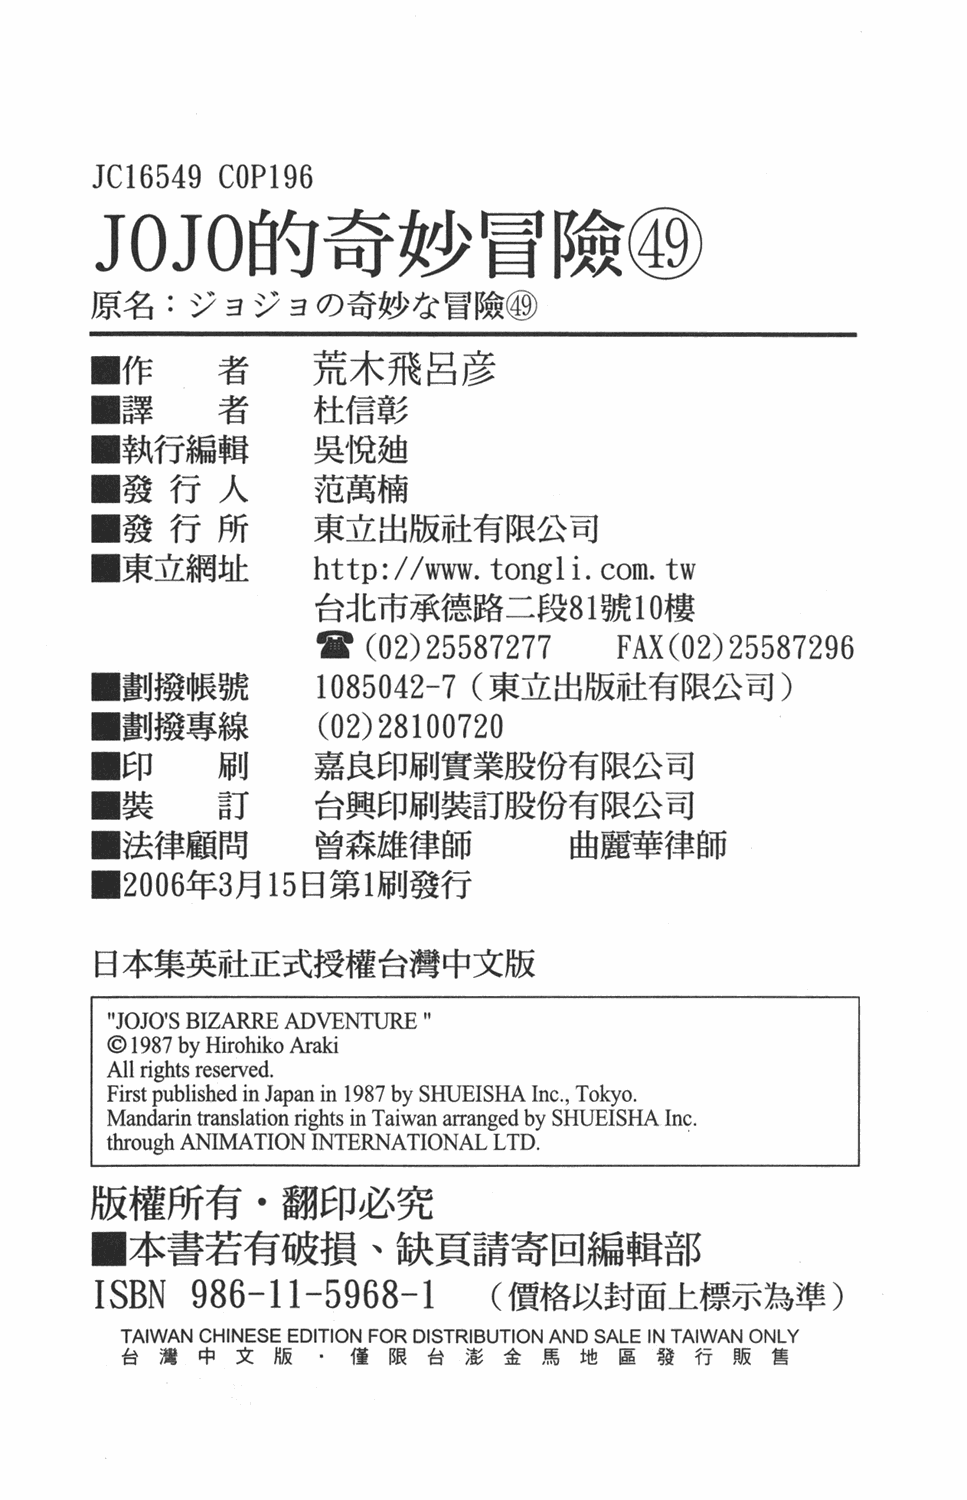 JC16549 C0P196
JOJO的奇妙冒險㊾
原名：ジョジョの奇妙な冒險㊾
■作　者　荒木飛呂彦
■譯　者　杜信彰
■執行編輯　吳悅廸
■發行人　范萬楠
■發行所　東立出版社有限公司
■東立網址　http://www.tongli.com.tw
台北市承德路二段81號10樓
☎(02)25587277　FAX(02)25587296
■劃撥帳號　1085042-7（東立出版社有限公司）
■劃撥專線　(02)28100720
■印　刷　嘉良印刷實業股份有限公司
■裝　訂　台興印刷裝訂股份有限公司
■法律顧問　曾森雄律師　曲麗華律師
■2006年3月15日第1刷發行
日本集英社正式授權台灣中文版
"JOJO'S BIZARRE ADVENTURE "
©1987 by Hirohiko Araki
All rights reserved.
First published in Japan in 1987 by SHUEISHA Inc., Tokyo.
Mandarin translation rights in Taiwan arranged by SHUEISHA Inc.
through ANIMATION INTERNATIONAL LTD.
版權所有・翻印必究
■本書若有破損、缺頁請寄回編輯部
ISBN 986-11-5968-1　（價格以封面上標示為準）
TAIWAN CHINESE EDITION FOR DISTRIBUTION AND SALE IN TAIWAN ONLY
台灣中文版・僅限台澎金馬地區發行販售